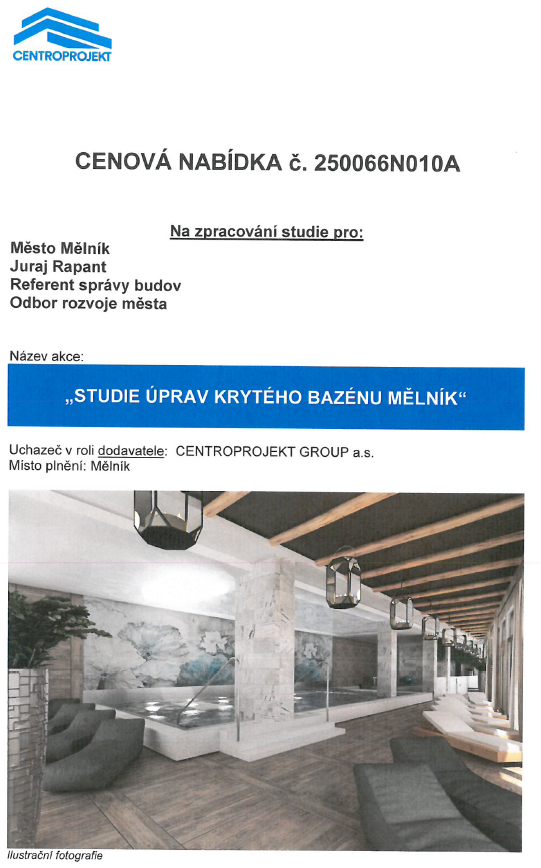 CENTROPROJEKT
CENOVÁ NABÍDKA č. 250066N010A
Na zpracování studie pro:
Město Mělník
Juraj Rapant
Referent správy budov
Odbor rozvoje města
Název akce:
„STUDIE ÚPRAV KRYTÉHO BAZÉNU MĚLNÍK“
Uchazeč v roli dodavatele: CENTROPROJEKT GROUP a.s.
Místo plnění: Mělník
Ilustrační fotografie